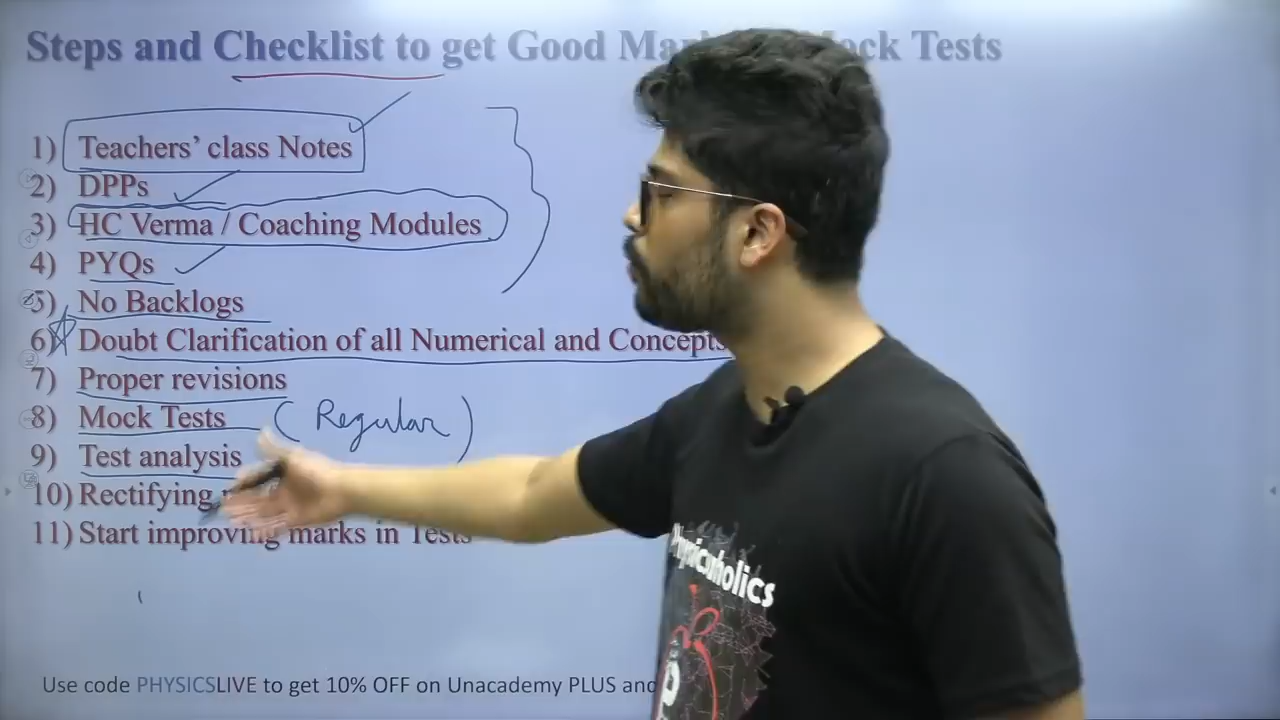 Steps and Checklist to get Good Mock Tests
1) Teachers' class Notes
2) DPPs
3) HC Verma / Coaching Modules
4) PYQs
5) No Backlogs
6) Doubt Clarification of all Numerical and Concepts
7) Proper revisions
8) Mock Tests (Regular)
9) Test analysis
10) Rectifying
11) Start improving marks in Tests
Physicaholics
Use code PHYSICSLIVE to get 10% OFF on Unacademy PLUS and